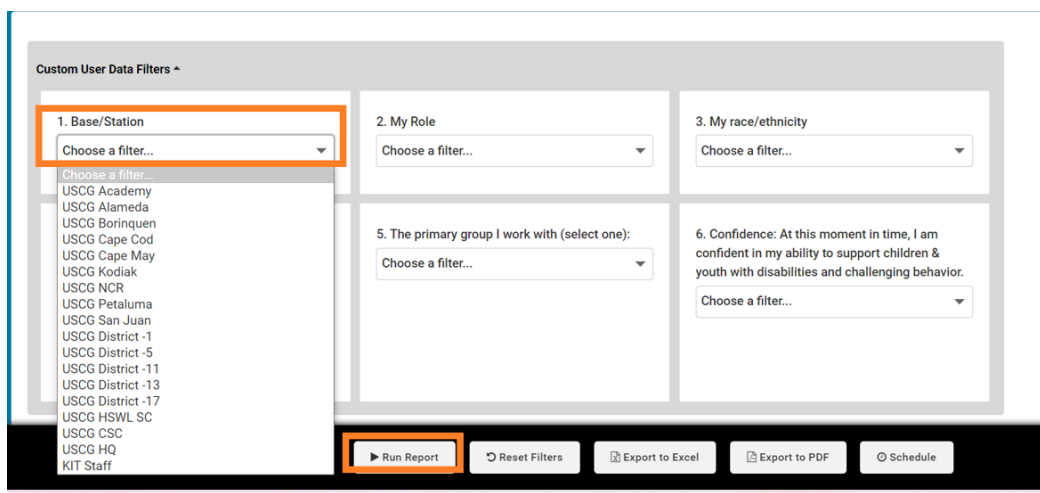 Custom User Data Filters
1. Base/Station
Choose a filter...
Choose a filter...
USCG Academy
USCG Alameda
USCG Borinquen
USCG Cape Cod
USCG Cape May
USCG Kodiak
USCG NCR
USCG Petaluma
USCG San Juan
USCG District -1
USCG District -5
USCG District -11
USCG District -13
USCG District -17
USCG HSWL SC
USCG CSC
USCG HQ
KIT Staff
2. My Role
Choose a filter...
3. My race/ethnicity
Choose a filter...
5. The primary group I work with (select one):
Choose a filter...
6. Confidence: At this moment in time, I am
confident in my ability to support children &
youth with disabilities and challenging behavior.
Choose a filter...
Run Report
Reset Filters
Export to Excel
Export to PDF
Schedule